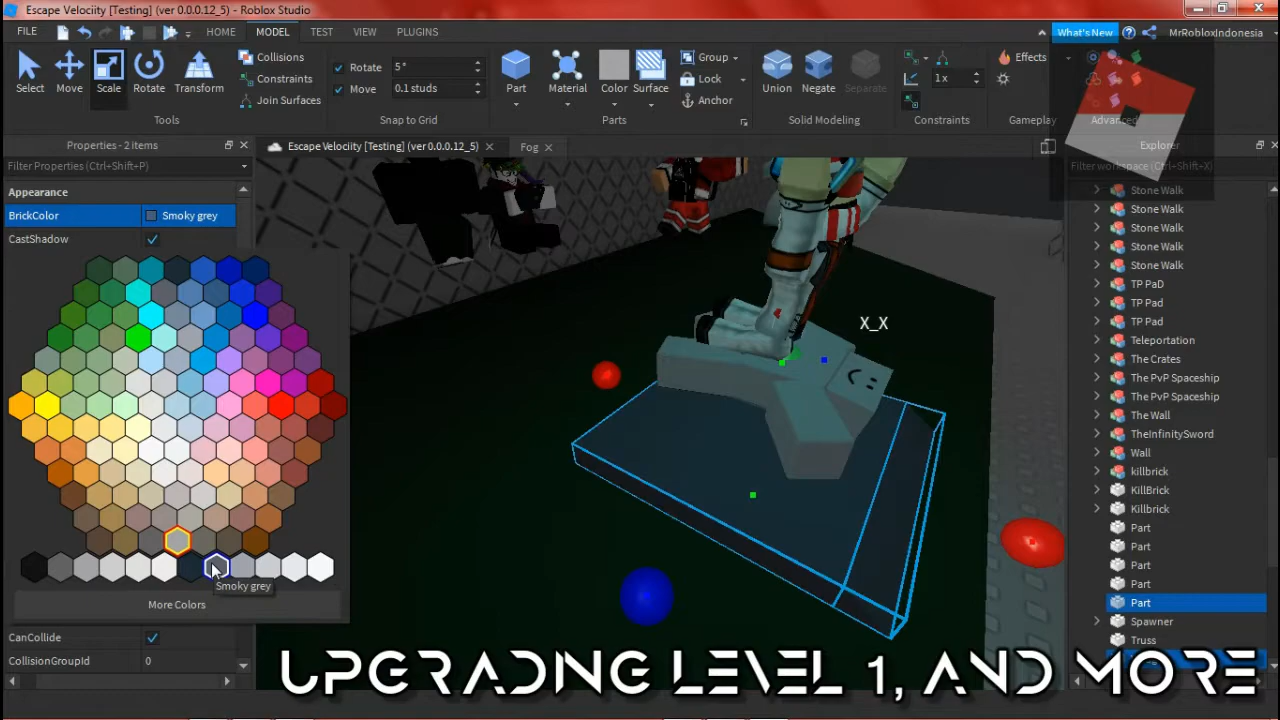 Escape Velociity [Testing] (ver 0.0.0.12_5) - Roblox Studio
FILE HOME MODEL TEST VIEW PLUGINS What's New MrRobloxIndonesia
Select Move Scale Rotate Transform
Collisions
Constraints
Join Surfaces
Tools
Rotate 5°
Move 0.1 studs
Snap to Grid
Part Material Color Surface
Group
Lock
Anchor
Parts
Union Negate Separate
Solid Modeling
1x
Constraints
Effects
Gameplay
Advanced
Properties - 2 items
Escape Velociity [Testing] (ver 0.0.0.12_5) Fog
Explorer
Filter Properties (Ctrl+Shift+P)
Filter workspace (Ctrl+Shift+X)
Appearance
BrickColor Smoky grey
CastShadow
Smoky grey
More Colors
CanCollide
CollisionGroupId 0
X_X
Stone Walk
Stone Walk
Stone Walk
Stone Walk
Stone Walk
TP PaD
TP Pad
TP Pad
Teleportation
The Crates
The PvP Spaceship
The PvP Spaceship
The Wall
TheInfinitySword
Wall
killbrick
KillBrick
Killbrick
Part
Part
Part
Part
Part
Spawner
Truss
UPGRADING LEVEL 1, AND MORE